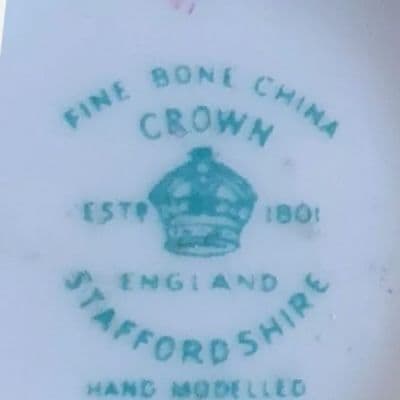 FINE BONE CHINA
CROWN
ESTD 1801
ENGLAND
STAFFORDSHIRE
HAND MODELLED